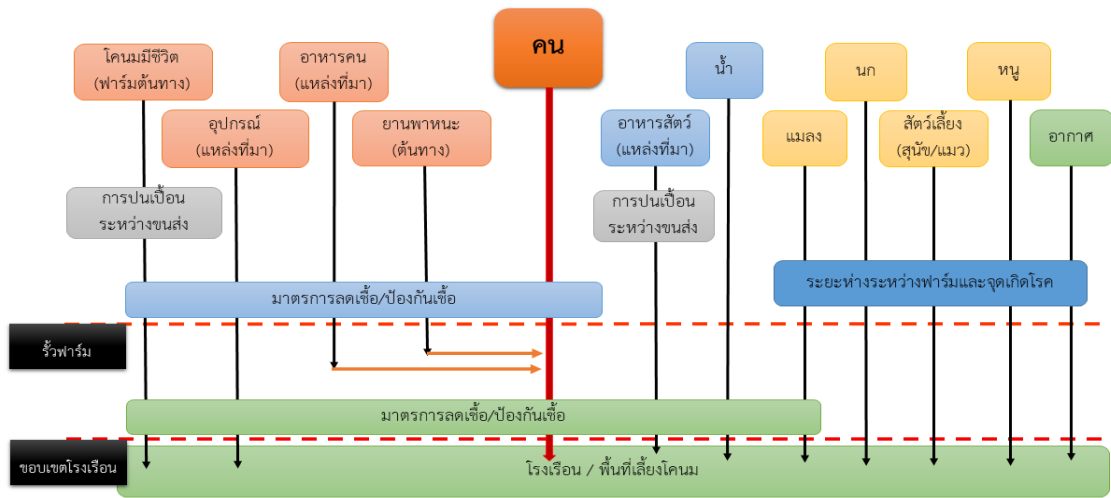 คน
โคนมมีชีวิต
(ฟาร์มต้นทาง)
อาหารคน
(แหล่งที่มา)
น้ำ
นก
หนู
อุปกรณ์
(แหล่งที่มา)
ยานพาหนะ
(ต้นทาง)
อาหารสัตว์
(แหล่งที่มา)
แมลง
สัตว์เลี้ยง
(สุนัข/แมว)
อากาศ
การปนเปื้อน
ระหว่างขนส่ง
การปนเปื้อน
ระหว่างขนส่ง
ระยะห่างระหว่างฟาร์มและจุดเกิดโรค
มาตรการลดเชื้อ/ป้องกันเชื้อ
รั้วฟาร์ม
มาตรการลดเชื้อ/ป้องกันเชื้อ
ขอบเขตโรงเรือน
โรงเรือน / พื้นที่เลี้ยงโคนม